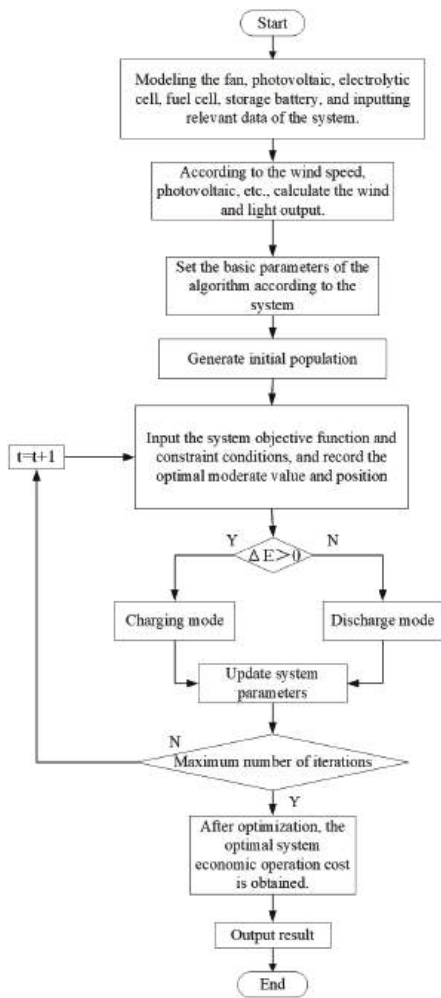 Start
Modeling the fan, photovoltaic, electrolytic
cell, fuel cell, storage battery, and inputting
relevant data of the system.
According to the wind speed,
photovoltaic, etc., calculate the wind
and light output.
Set the basic parameters of the
algorithm according to the
system
Generate initial population
Input the system objective function and
constraint conditions, and record the
optimal moderate value and position
t=t+1
Y
N
ΔE>0
Charging mode
Discharge mode
Update system
parameters
N
Maximum number of iterations
Y
After optimization, the
optimal system
economic operation cost
is obtained.
Output result
End